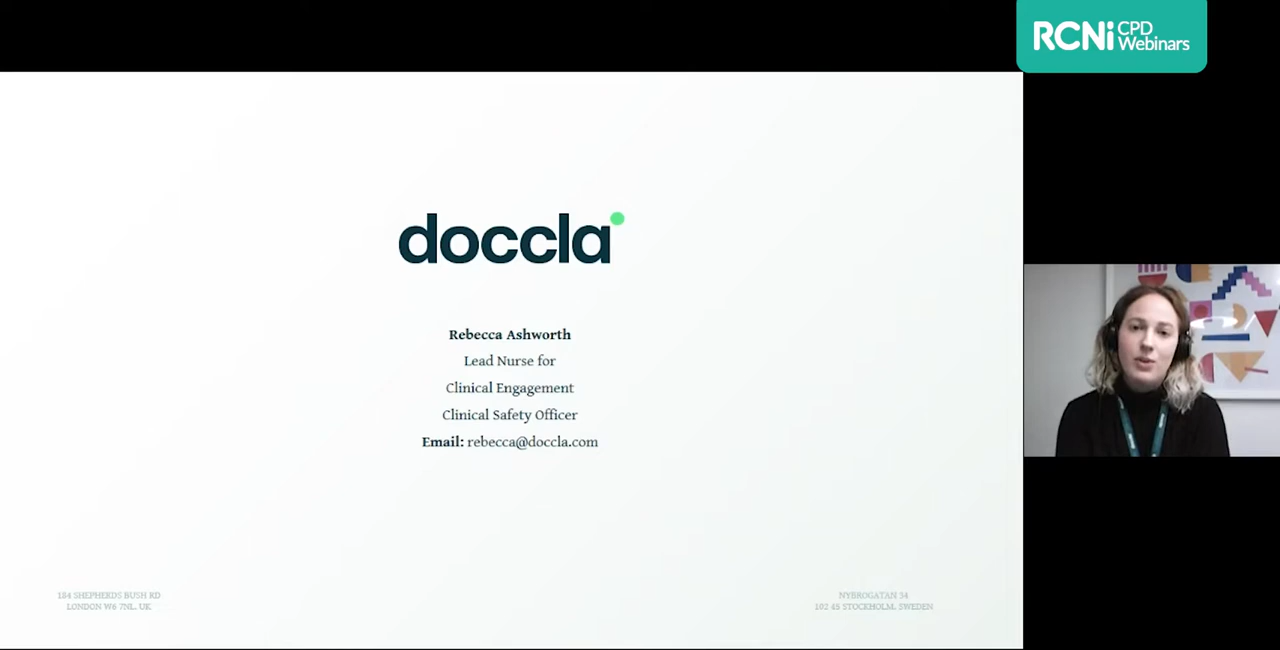 RCNi CPD
Webinars
doccla
Rebecca Ashworth
Lead Nurse for
Clinical Engagement
Clinical Safety Officer
Email: rebecca@doccla.com
184 SHEPHERDS BUSH RD
LONDON W6 7NL, UK
NYBROGATAN 34
102 45 STOCKHOLM, SWEDEN